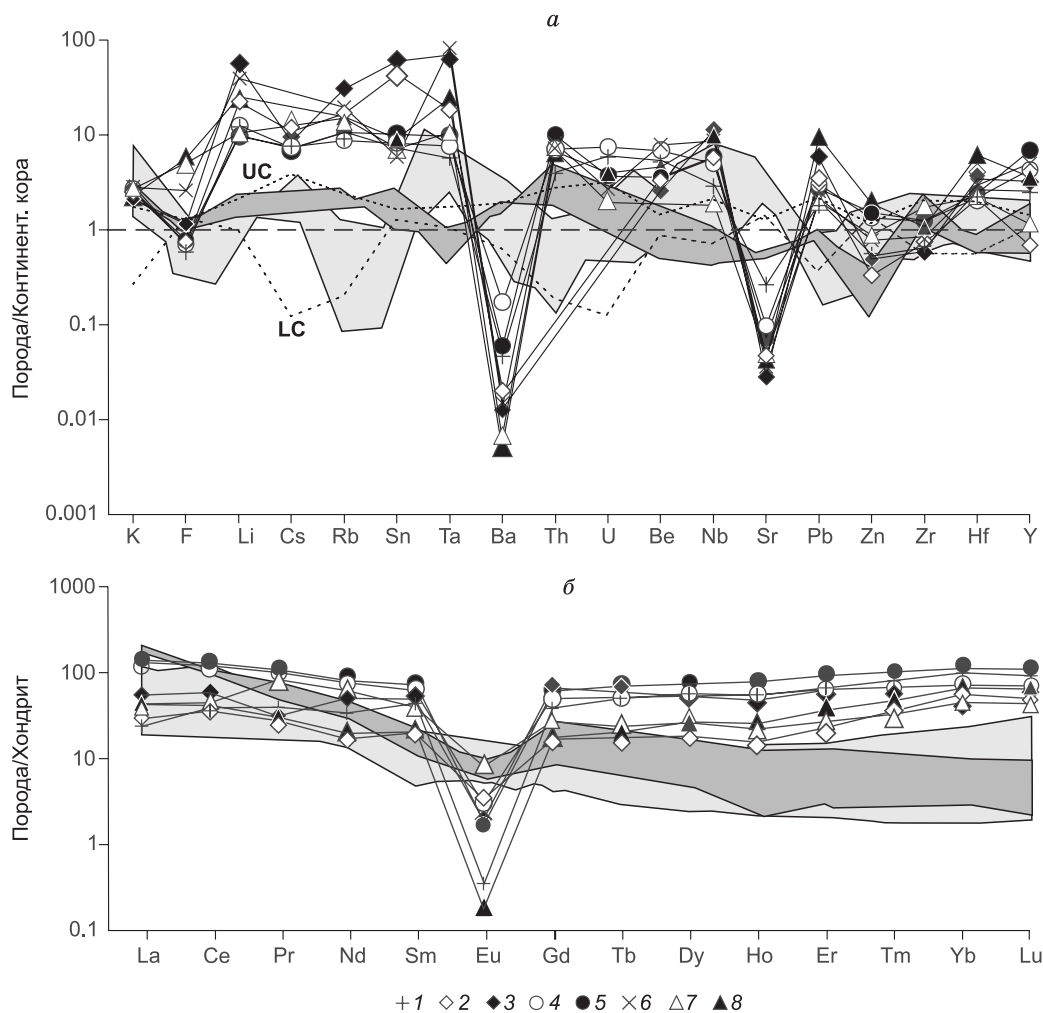 а
100
10
1
0.1
0.01
0.001
Порода/Континент. кора
UC
LC
K F Li Cs Rb Sn Ta Ba Th U Be Nb Sr Pb Zn Zr Hf Y
б
1000
100
10
1
0.1
Порода/Хондрит
La Ce Pr Nd Sm Eu Gd Tb Dy Ho Er Tm Yb Lu
1 2 3 4 5 6 7 8